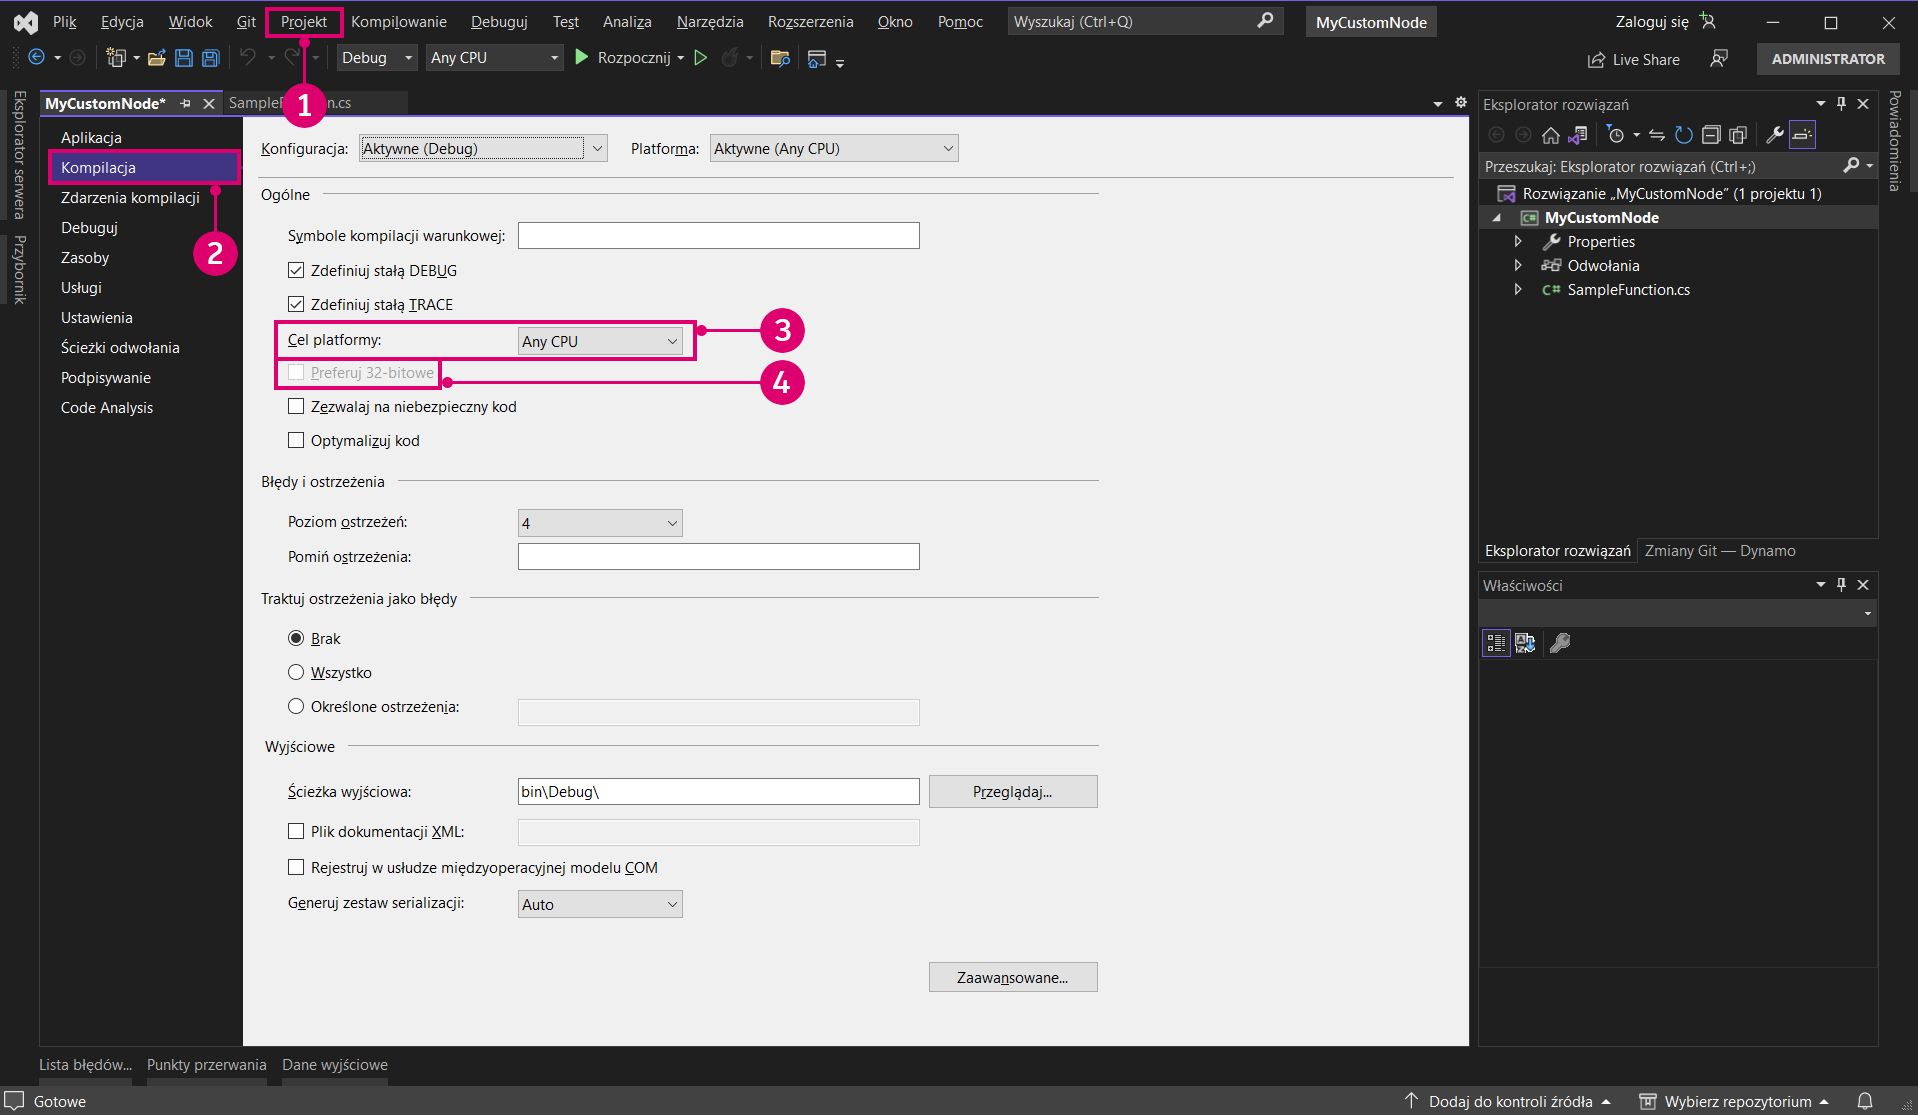 Plik Edycja Widok Git Projekt Kompilowanie Debuguj Test Analiza Narzędzia Rozszerzenia Okno Pomoc Wyszukaj (Ctrl+Q) MyCustomNode Zaloguj się
Debug Any CPU Rozpocznij Live Share ADMINISTRATOR
1
Eksplorator serwera
Przybornik
MyCustomNode* .cs
Aplikacja
Kompilacja
Zdarzenia kompilacji
Debuguj
Zasoby
Usługi
Ustawienia
Ścieżki odwołania
Podpisywanie
Code Analysis
2
Konfiguracja: Aktywne (Debug) Platforma: Aktywne (Any CPU)
Ogólne
Symbole kompilacji warunkowej:
Zdefiniuj stałą DEBUG
Zdefiniuj stałą TRACE
Cel platformy: Any CPU
3
Preferuj 32-bitowe
4
Zezwalaj na niebezpieczny kod
Optymalizuj kod
Błędy i ostrzeżenia
Poziom ostrzeżeń: 4
Pomiń ostrzeżenia:
Traktuj ostrzeżenia jako błędy
Brak
Wszystko
Określone ostrzeżenia:
Wyjściowe
Ścieżka wyjściowa: bin\Debug\ Przeglądaj...
Plik dokumentacji XML:
Rejestruj w usłudze międzyoperacyjnej modelu COM
Generuj zestaw serializacji: Auto
Zaawansowane...
Eksplorator rozwiązań
Przeszukaj: Eksplorator rozwiązań (Ctrl+;)
Rozwiązanie „MyCustomNode” (1 projektu 1)
MyCustomNode
Properties
Odwołania
C# SampleFunction.cs
Eksplorator rozwiązań Zmiany Git — Dynamo
Właściwości
Powiadomienia
Lista błędów... Punkty przerwania Dane wyjściowe
Gotowe Dodaj do kontroli źródła Wybierz repozytorium